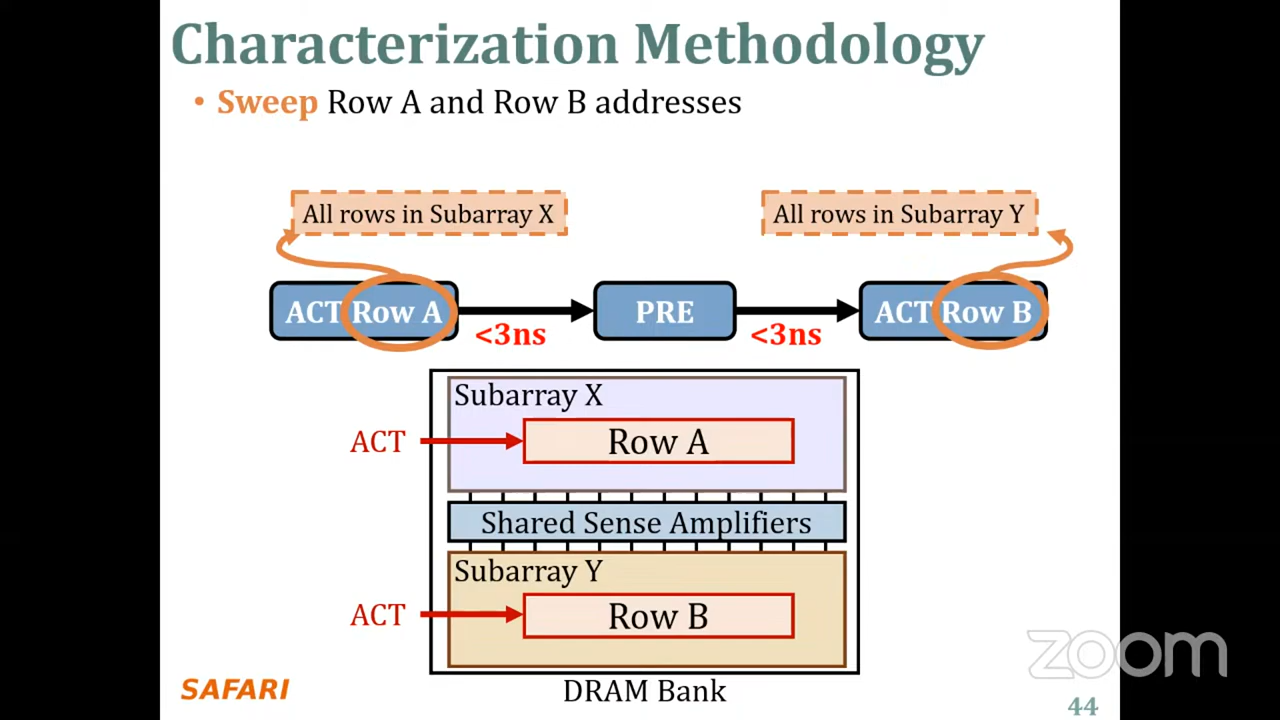 Characterization Methodology
• Sweep Row A and Row B addresses
All rows in Subarray X
All rows in Subarray Y
ACT Row A
PRE
ACT Row B
<3ns
<3ns
Subarray X
ACT
Row A
Shared Sense Amplifiers
Subarray Y
ACT
Row B
DRAM Bank
SAFARI
zoom
44